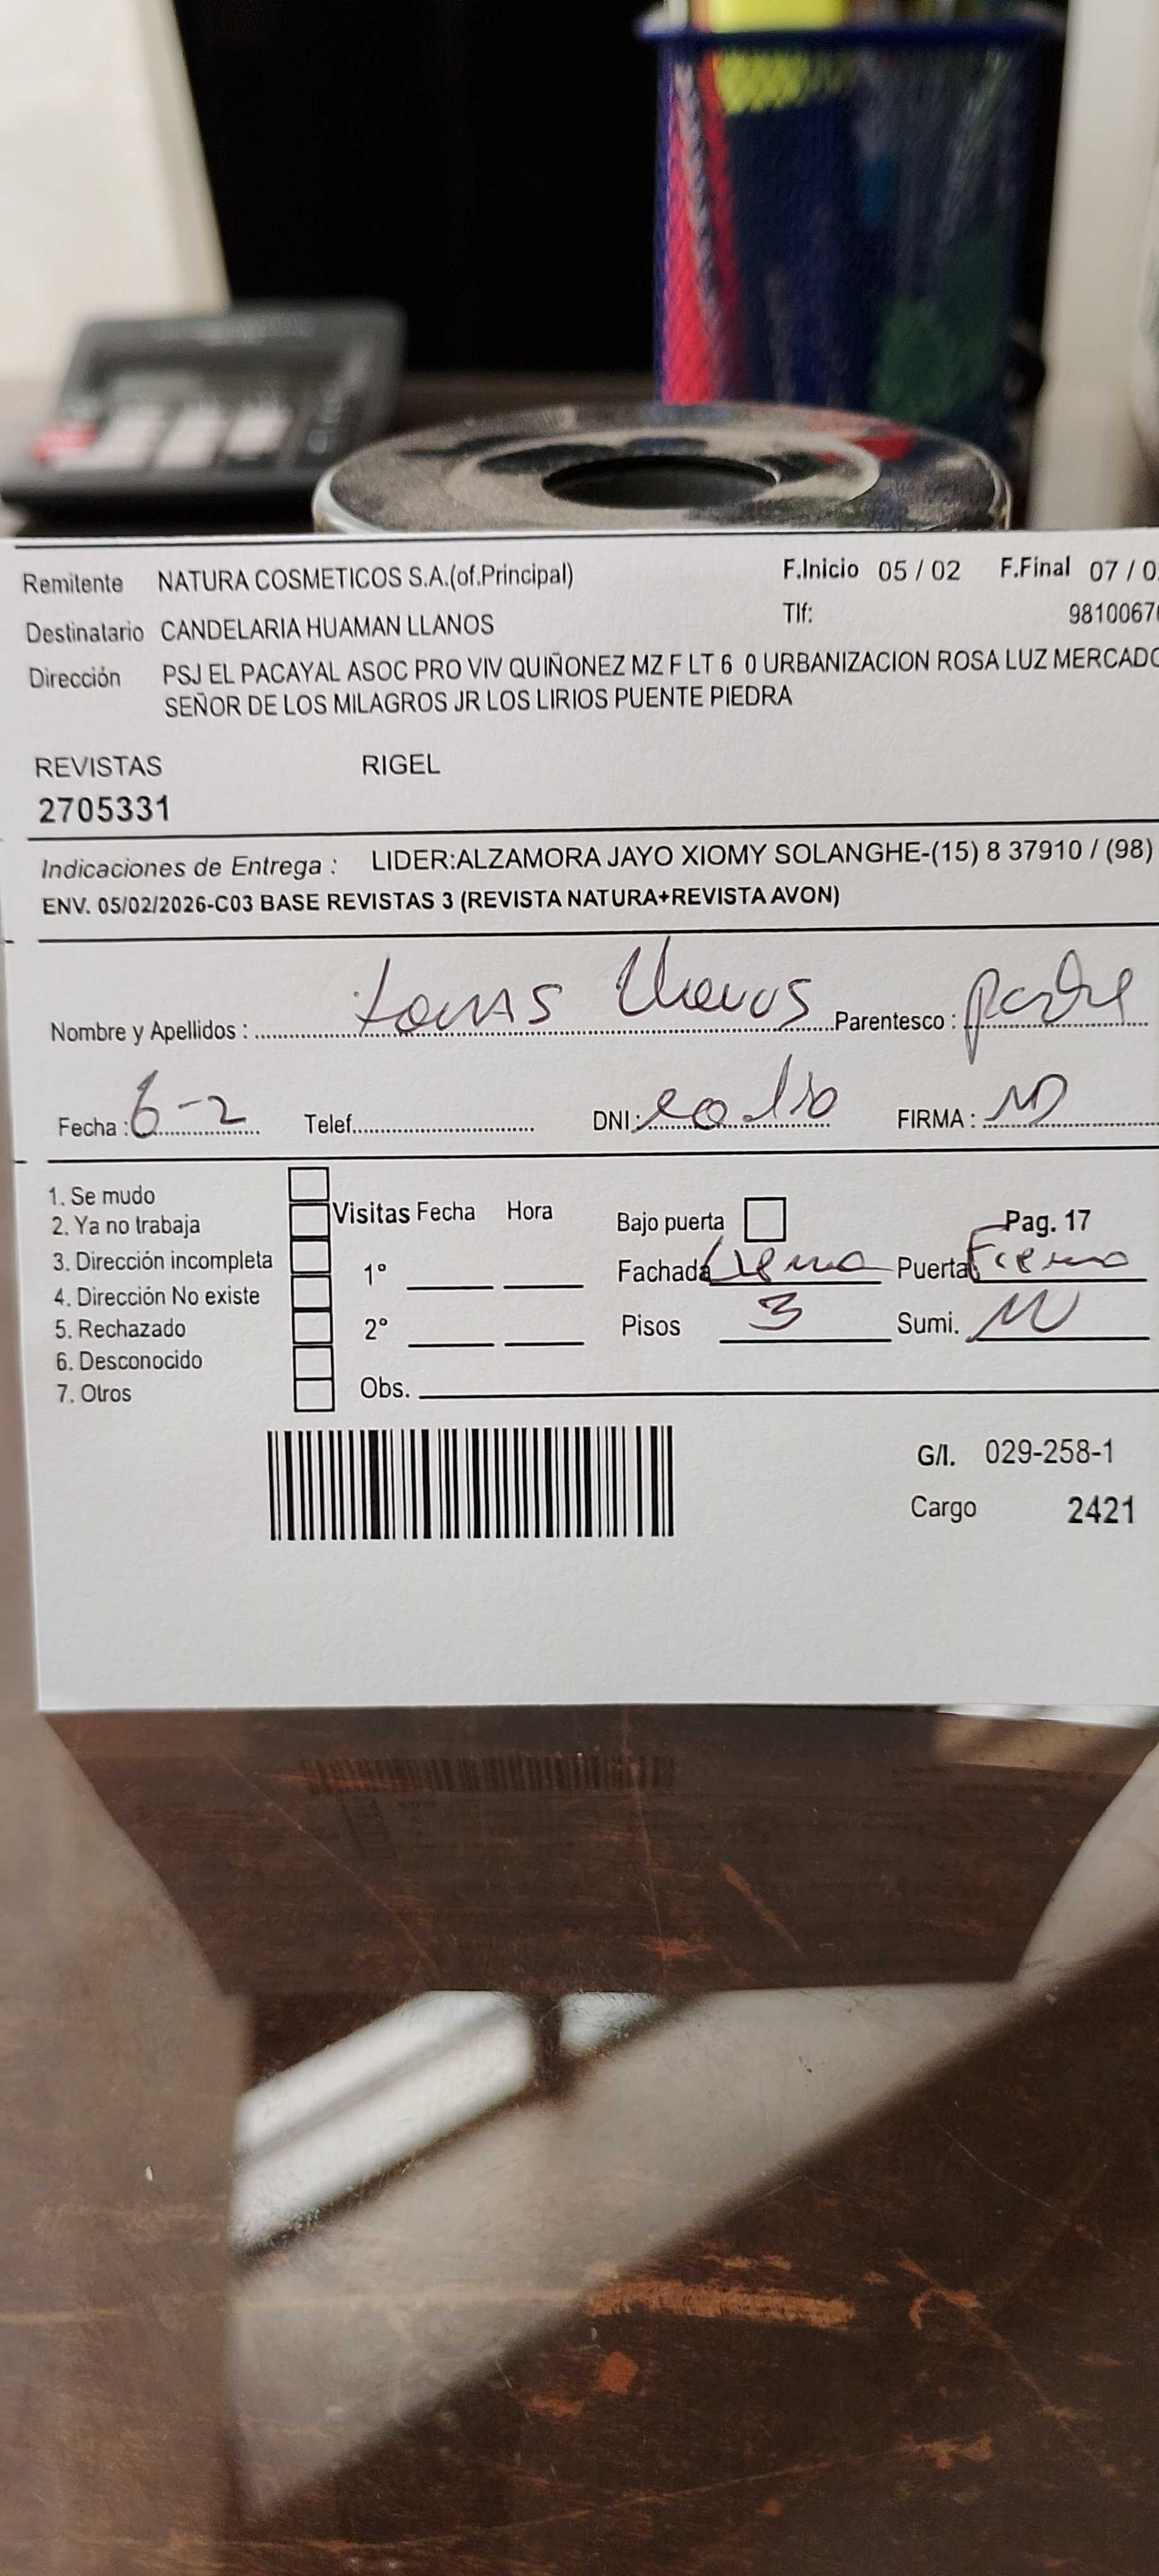 Remitente NATURA COSMETICOS S.A.(of.Principal) F.Inicio 05 / 02 F.Final 07 / 0
Destinatario CANDELARIA HUAMAN LLANOS Tlf: 9810067
Dirección PSJ EL PACAYAL ASOC PRO VIV QUIÑONEZ MZ F LT 6 0 URBANIZACION ROSA LUZ MERCADO
SEÑOR DE LOS MILAGROS JR LOS LIRIOS PUENTE PIEDRA
REVISTAS RIGEL
2705331
Indicaciones de Entrega : LIDER:ALZAMORA JAYO XIOMY SOLANGHE-(15) 8 37910 / (98)
ENV. 05/02/2026-C03 BASE REVISTAS 3 (REVISTA NATURA+REVISTA AVON)
Nombre y Apellidos : Parentesco : padre
Fecha : 6-2 Telef. DNI: FIRMA :
1. Se mudo
2. Ya no trabaja Visitas Fecha Hora Bajo puerta Pag. 17
3. Dirección incompleta 1° Fachada Puerta Fierro
4. Dirección No existe
5. Rechazado 2° Pisos 3 Sumi.
6. Desconocido
7. Otros Obs.
G/I. 029-258-1
Cargo 2421